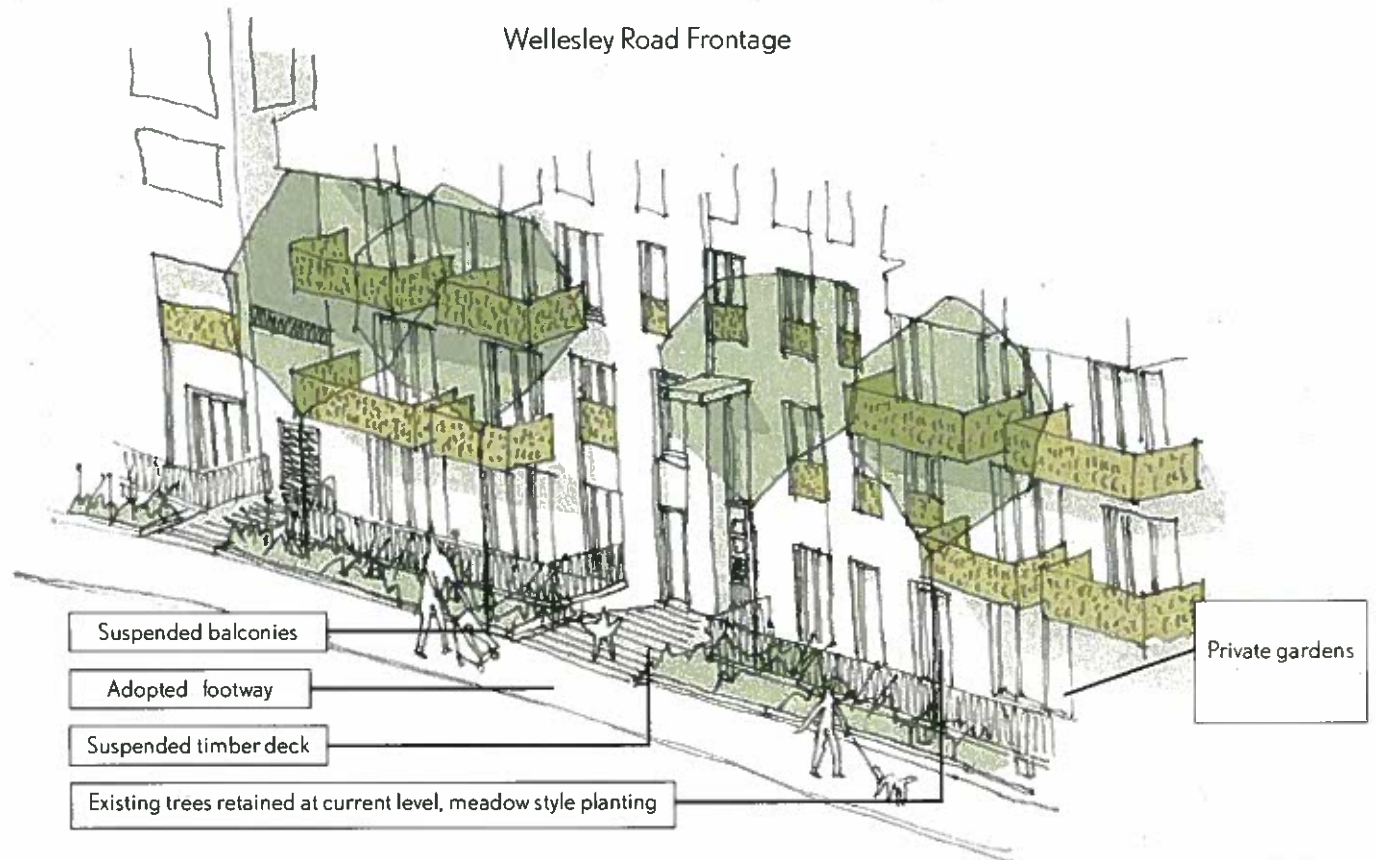 Wellesley Road Frontage
Suspended balconies
Adopted footway
Suspended timber deck
Existing trees retained at current level, meadow style planting
Private gardens